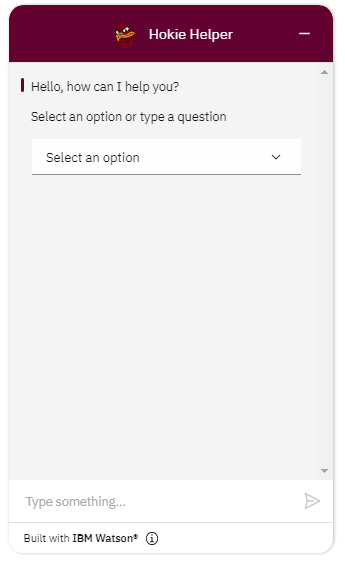 Hokie Helper
Hello, how can I help you?
Select an option or type a question
Select an option
Type something...
Built with IBM Watson®